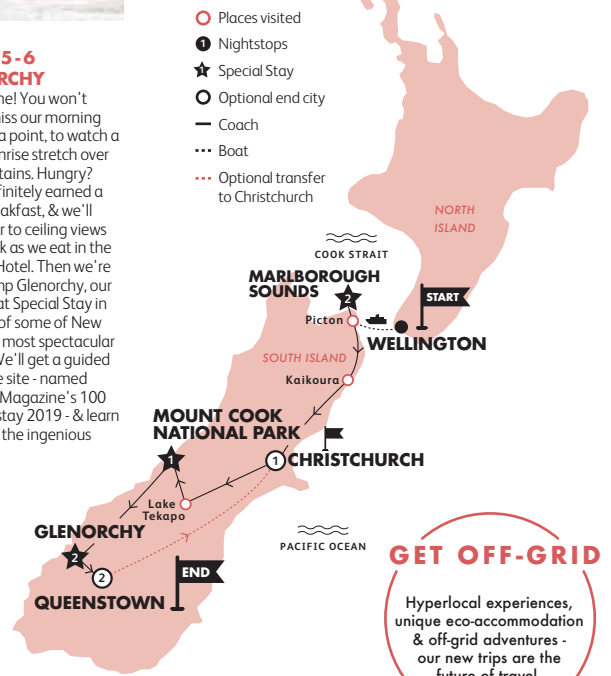 5-6
RCHY
ne! You won't
iss our morning
a point, to watch a
nrise stretch over
tains. Hungry?
finitely earned a
akfast, & we'll
r to ceiling views
k as we eat in the
Hotel. Then we're
mp Glenorchy, our
at Special Stay in
of some of New
most spectacular
We'll get a guided
e site - named
Magazine's 100
stay 2019 - & learn
the ingenious
Places visited
1 Nightstops
1 Special Stay
Optional end city
Coach
Boat
Optional transfer
to Christchurch
NORTH
ISLAND
COOK STRAIT
MARLBOROUGH
SOUNDS
2
START
Picton
WELLINGTON
SOUTH ISLAND
Kaikoura
MOUNT COOK
NATIONAL PARK
1
1 CHRISTCHURCH
Lake
Tekapo
GLENORCHY
2
2
QUEENSTOWN
END
PACIFIC OCEAN
GET OFF-GRID
Hyperlocal experiences,
unique eco-accommodation
& off-grid adventures -
our new trips are the
future of travel